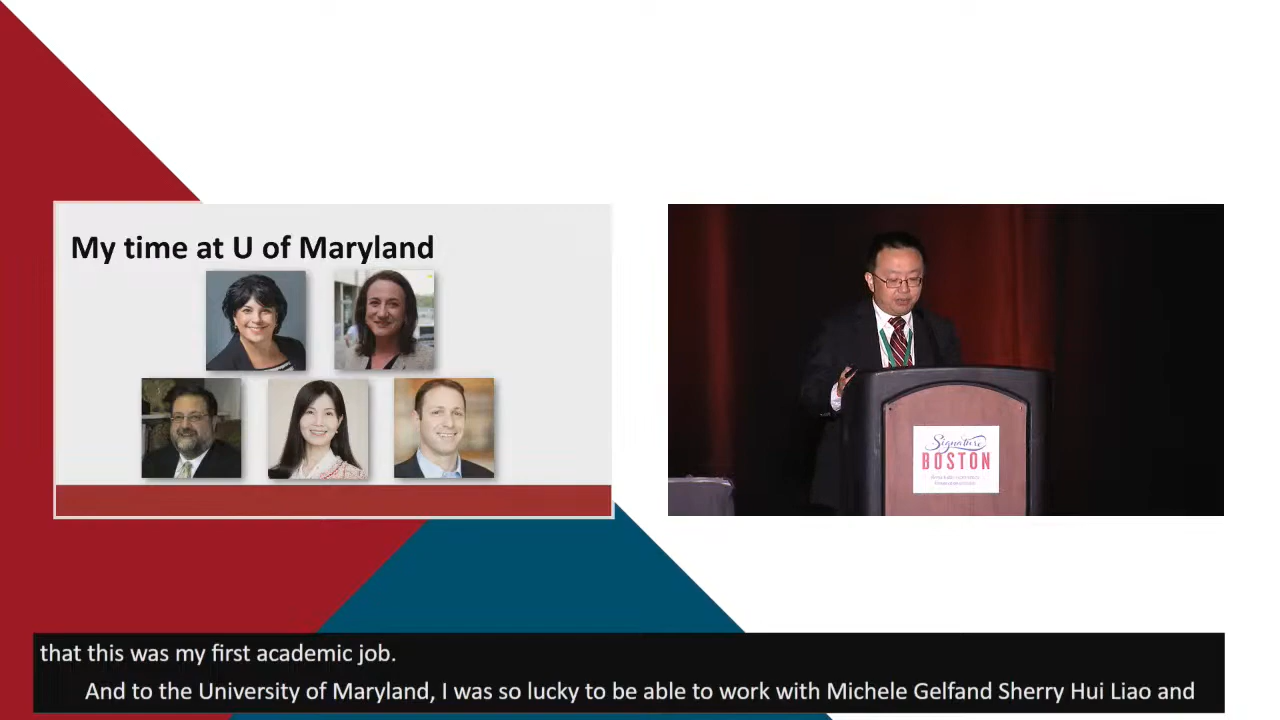 My time at U of Maryland
Signature
BOSTON
that this was my first academic job.
And to the University of Maryland, I was so lucky to be able to work with Michele Gelfand Sherry Hui Liao and